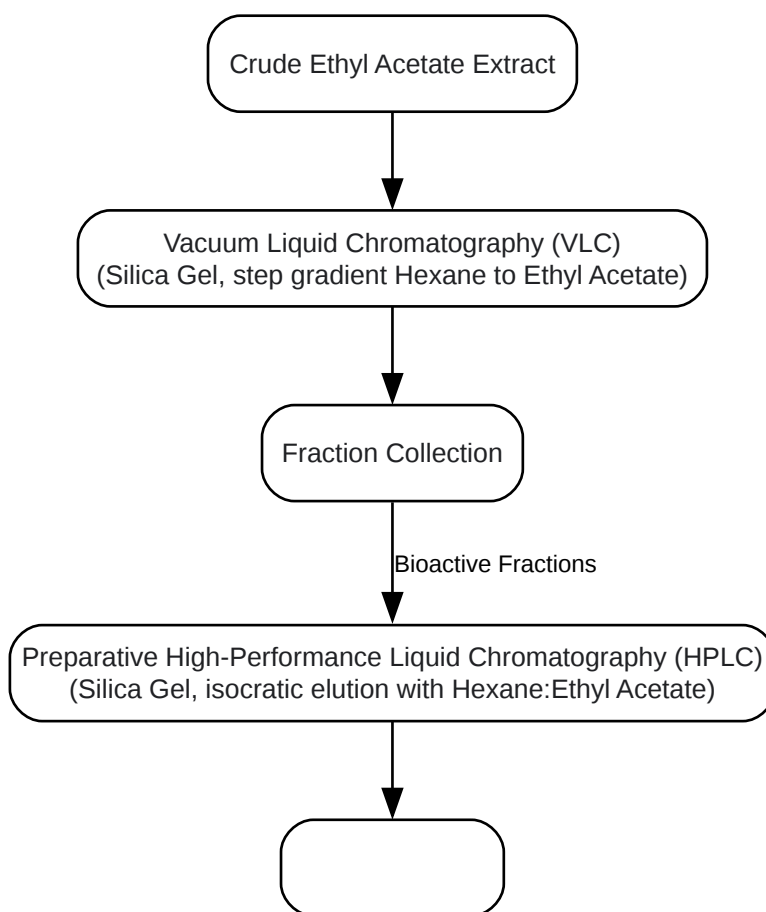 Crude Ethyl Acetate Extract
Vacuum Liquid Chromatography (VLC)
(Silica Gel, step gradient Hexane to Ethyl Acetate)
Fraction Collection
Bioactive Fractions
Preparative High-Performance Liquid Chromatography (HPLC)
(Silica Gel, isocratic elution with Hexane:Ethyl Acetate)